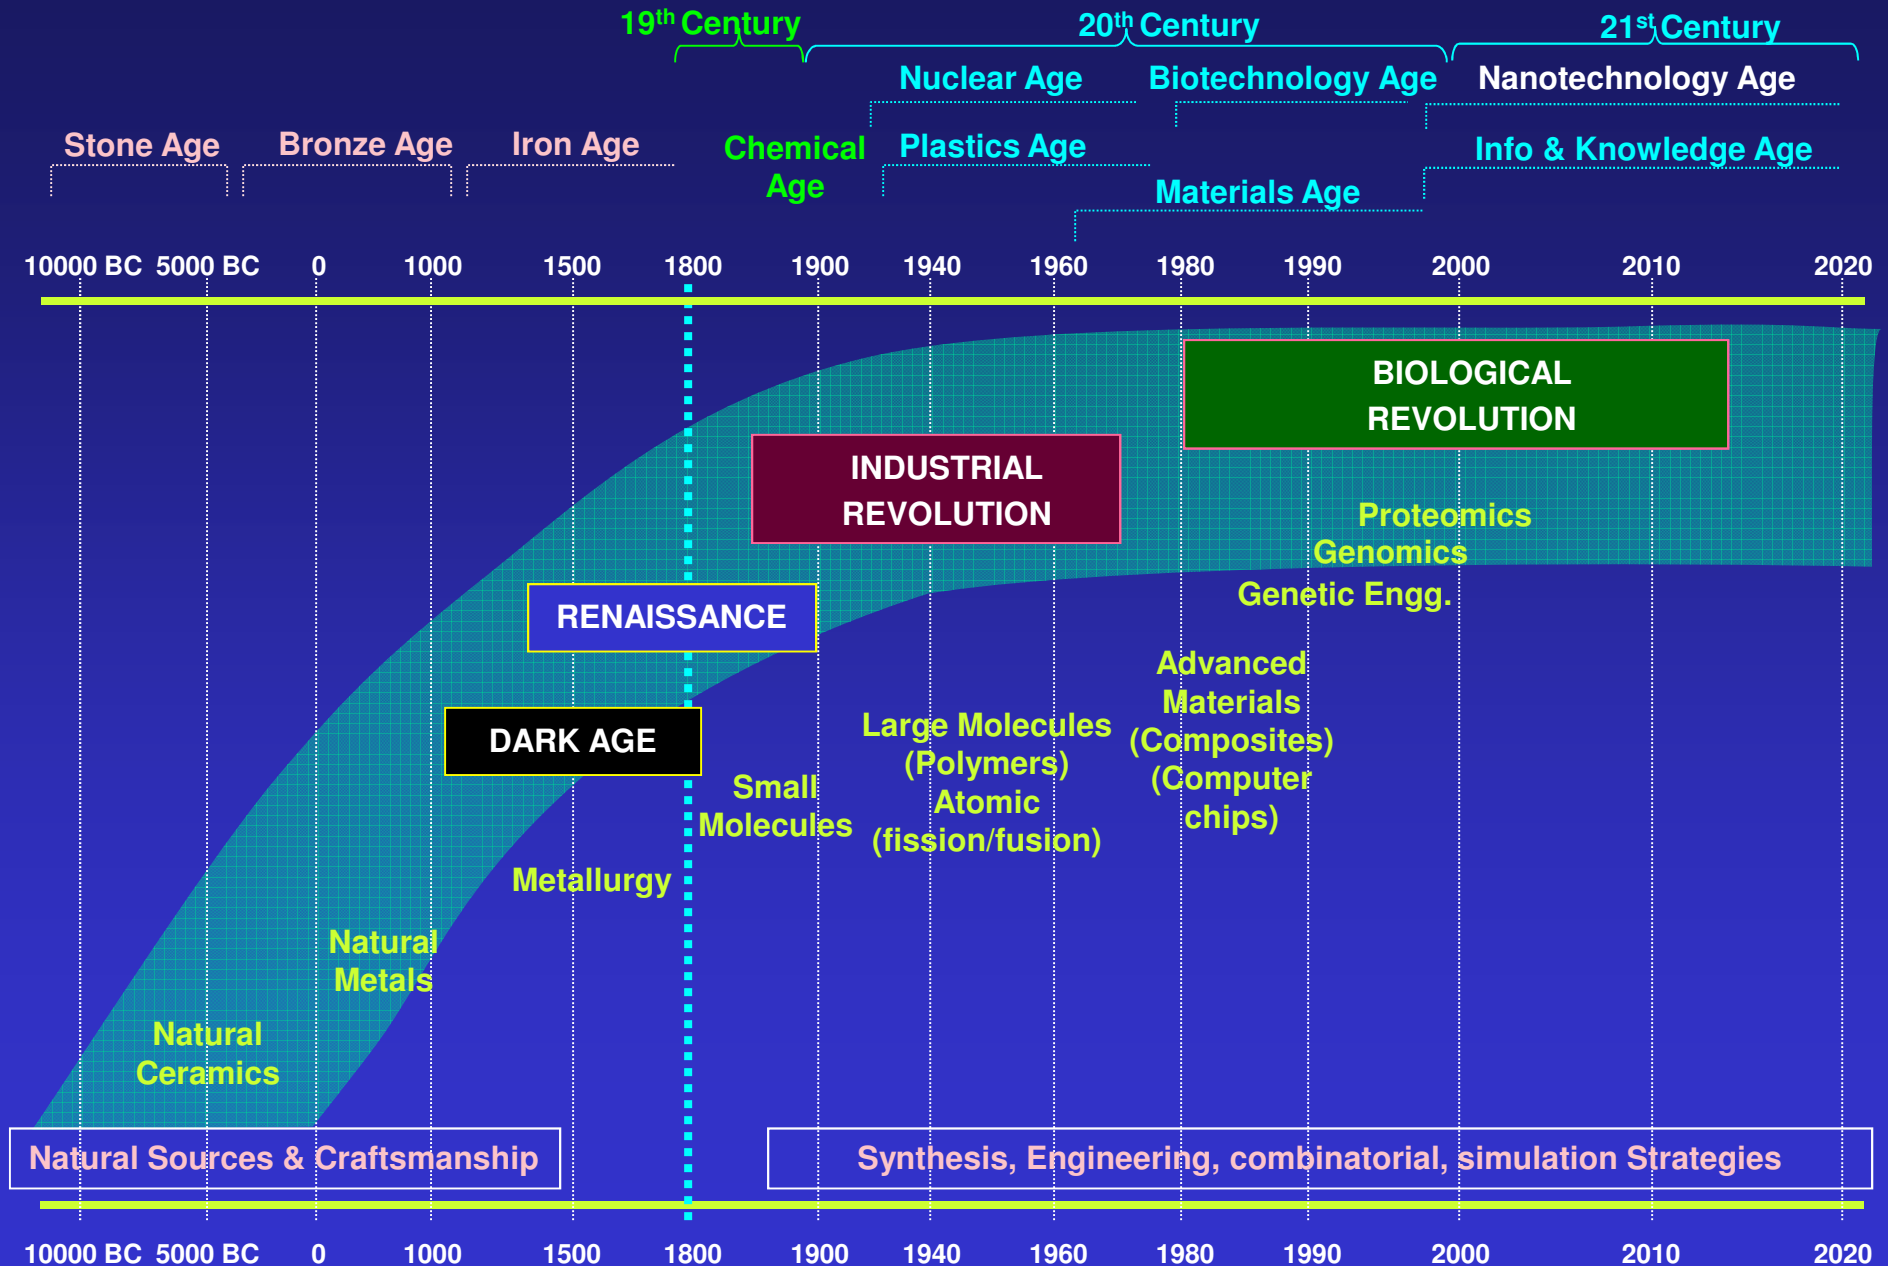 19th Century
20th Century
21st Century
Nuclear Age
Biotechnology Age
Nanotechnology Age
Stone Age
Bronze Age
Iron Age
Chemical
Age
Plastics Age
Info & Knowledge Age
Materials Age
10000 BC 5000 BC 0 1000 1500 1800 1900 1940 1960 1980 1990 2000 2010 2020
BIOLOGICAL
REVOLUTION
INDUSTRIAL
REVOLUTION
Proteomics
Genomics
Genetic Engg.
RENAISSANCE
DARK AGE
Advanced
Materials
(Composites)
(Computer
chips)
Large Molecules
(Polymers)
Atomic
(fission/fusion)
Small
Molecules
Metallurgy
Natural
Metals
Natural
Ceramics
Natural Sources & Craftsmanship
Synthesis, Engineering, combinatorial, simulation Strategies
10000 BC 5000 BC 0 1000 1500 1800 1900 1940 1960 1980 1990 2000 2010 2020